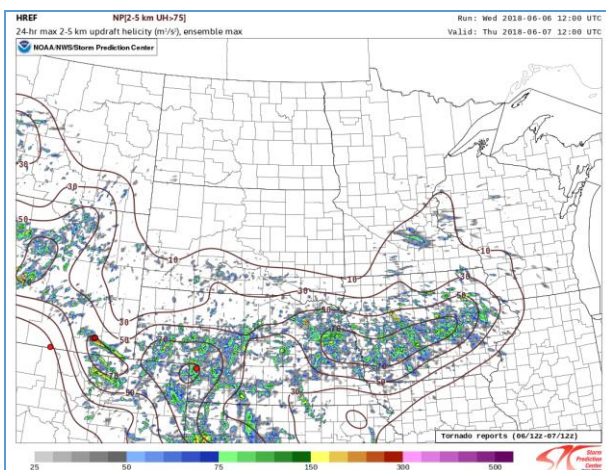 HREF NP[2-5 km UH>75] Run: Wed 2018-06-06 12:00 UTC
24-hr max 2-5 km updraft helicity (m²/s²), ensemble max Valid: Thu 2018-06-07 12:00 UTC
NOAA/NWS/Storm Prediction Center
30
30
50
10
10
10
10
30
50
30
30
50
70
70
50
Tornado reports (06/12z-07/12z)
25 50 75 150 300 500
Storm
Prediction
Center